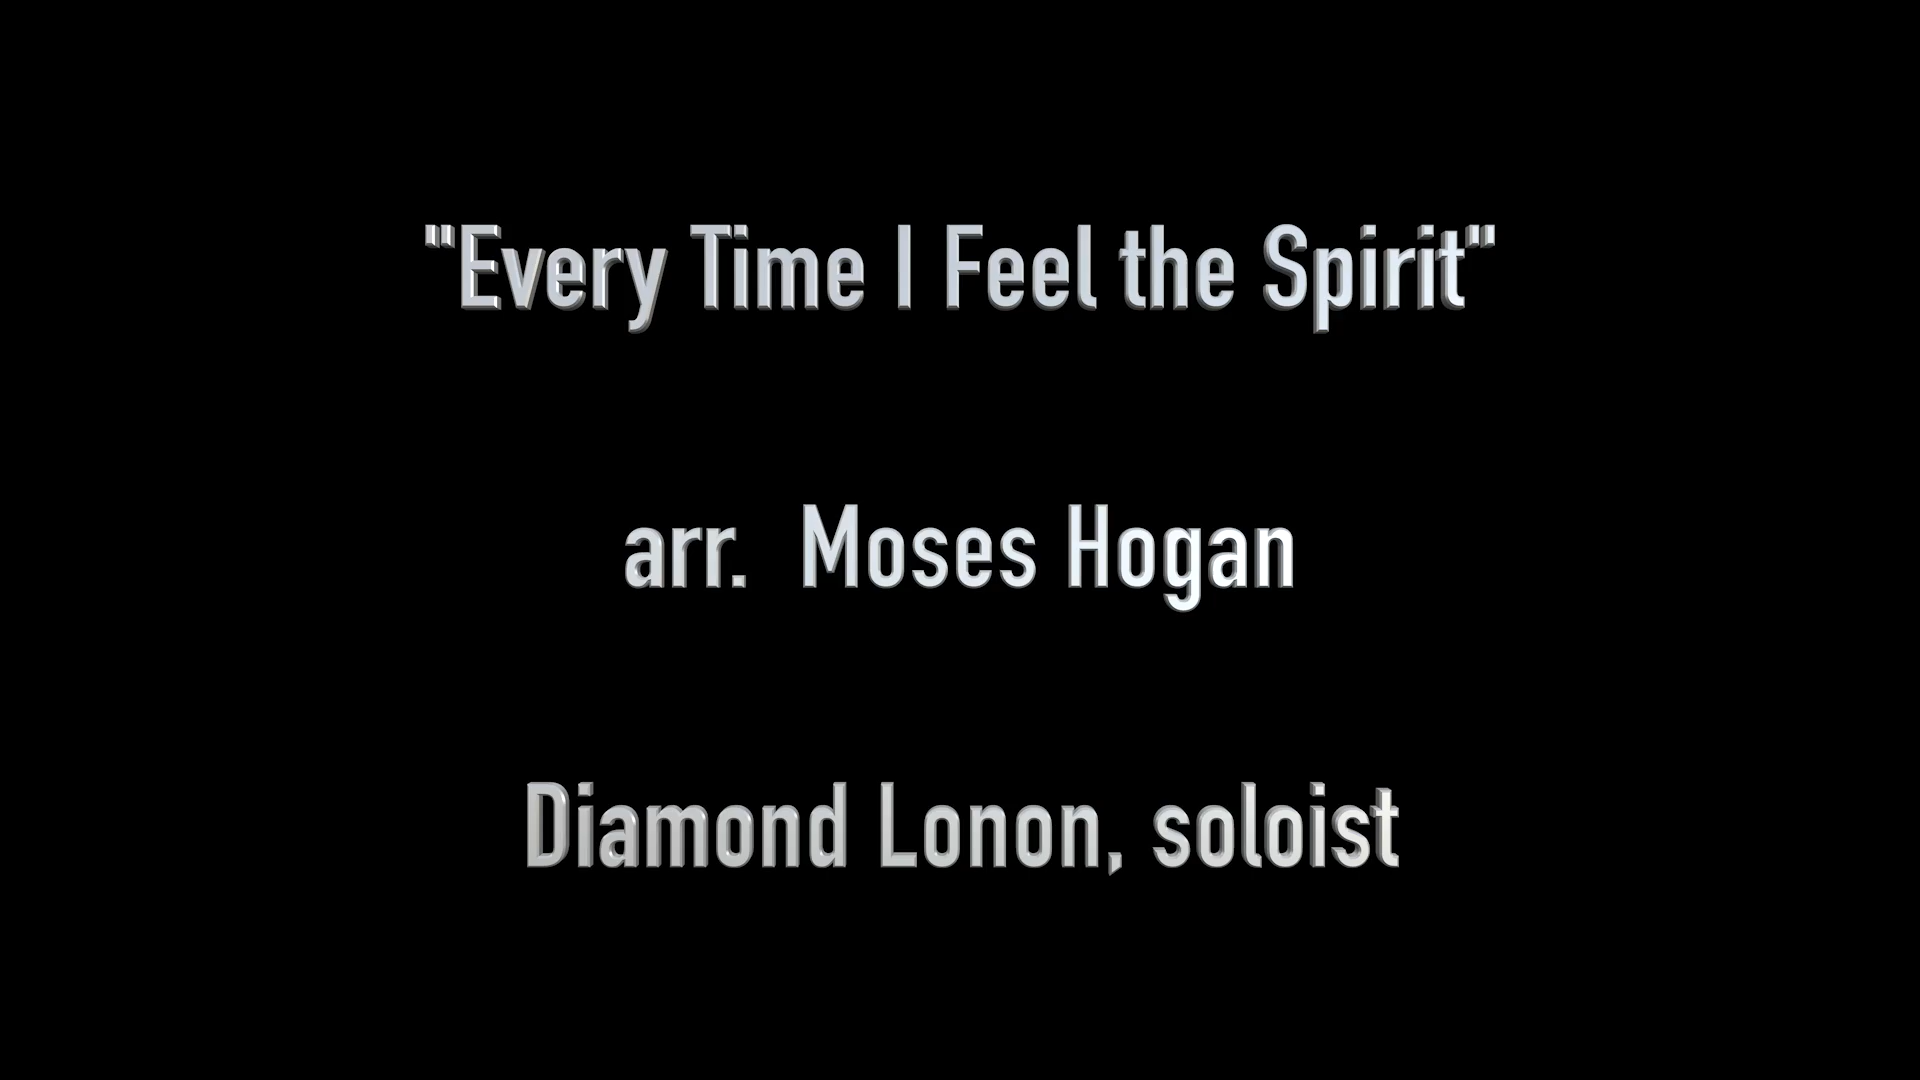 "Every Time I Feel the Spirit"
arr.  Moses Hogan
Diamond Lonon, soloist